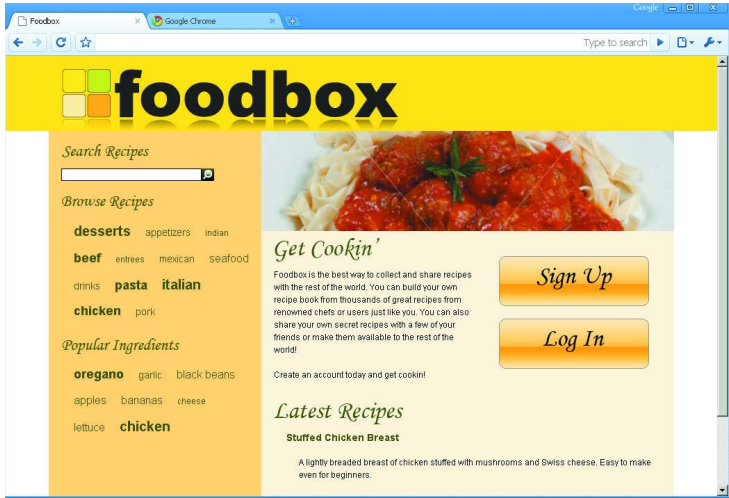 Google
Foodbox
Google Chrome
Type to search
foodbox
Search Recipes
Browse Recipes
desserts appetizers indian
beef entrees mexican seafood
drinks pasta italian
chicken pork
Popular Ingredients
oregano garlic black beans
apples bananas cheese
lettuce chicken
Get Cookin'
Foodbox is the best way to collect and share recipes
with the rest of the world. You can build your own
recipe book from thousands of great recipes from
renowned chefs or users just like you. You can also
share your own secret recipes with a few of your
friends or make them available to the rest of the
world!
Create an account today and get cookin!
Sign Up
Log In
Latest Recipes
Stuffed Chicken Breast
A lightly breaded breast of chicken stuffed with mushrooms and Swiss cheese. Easy to make
even for beginners.